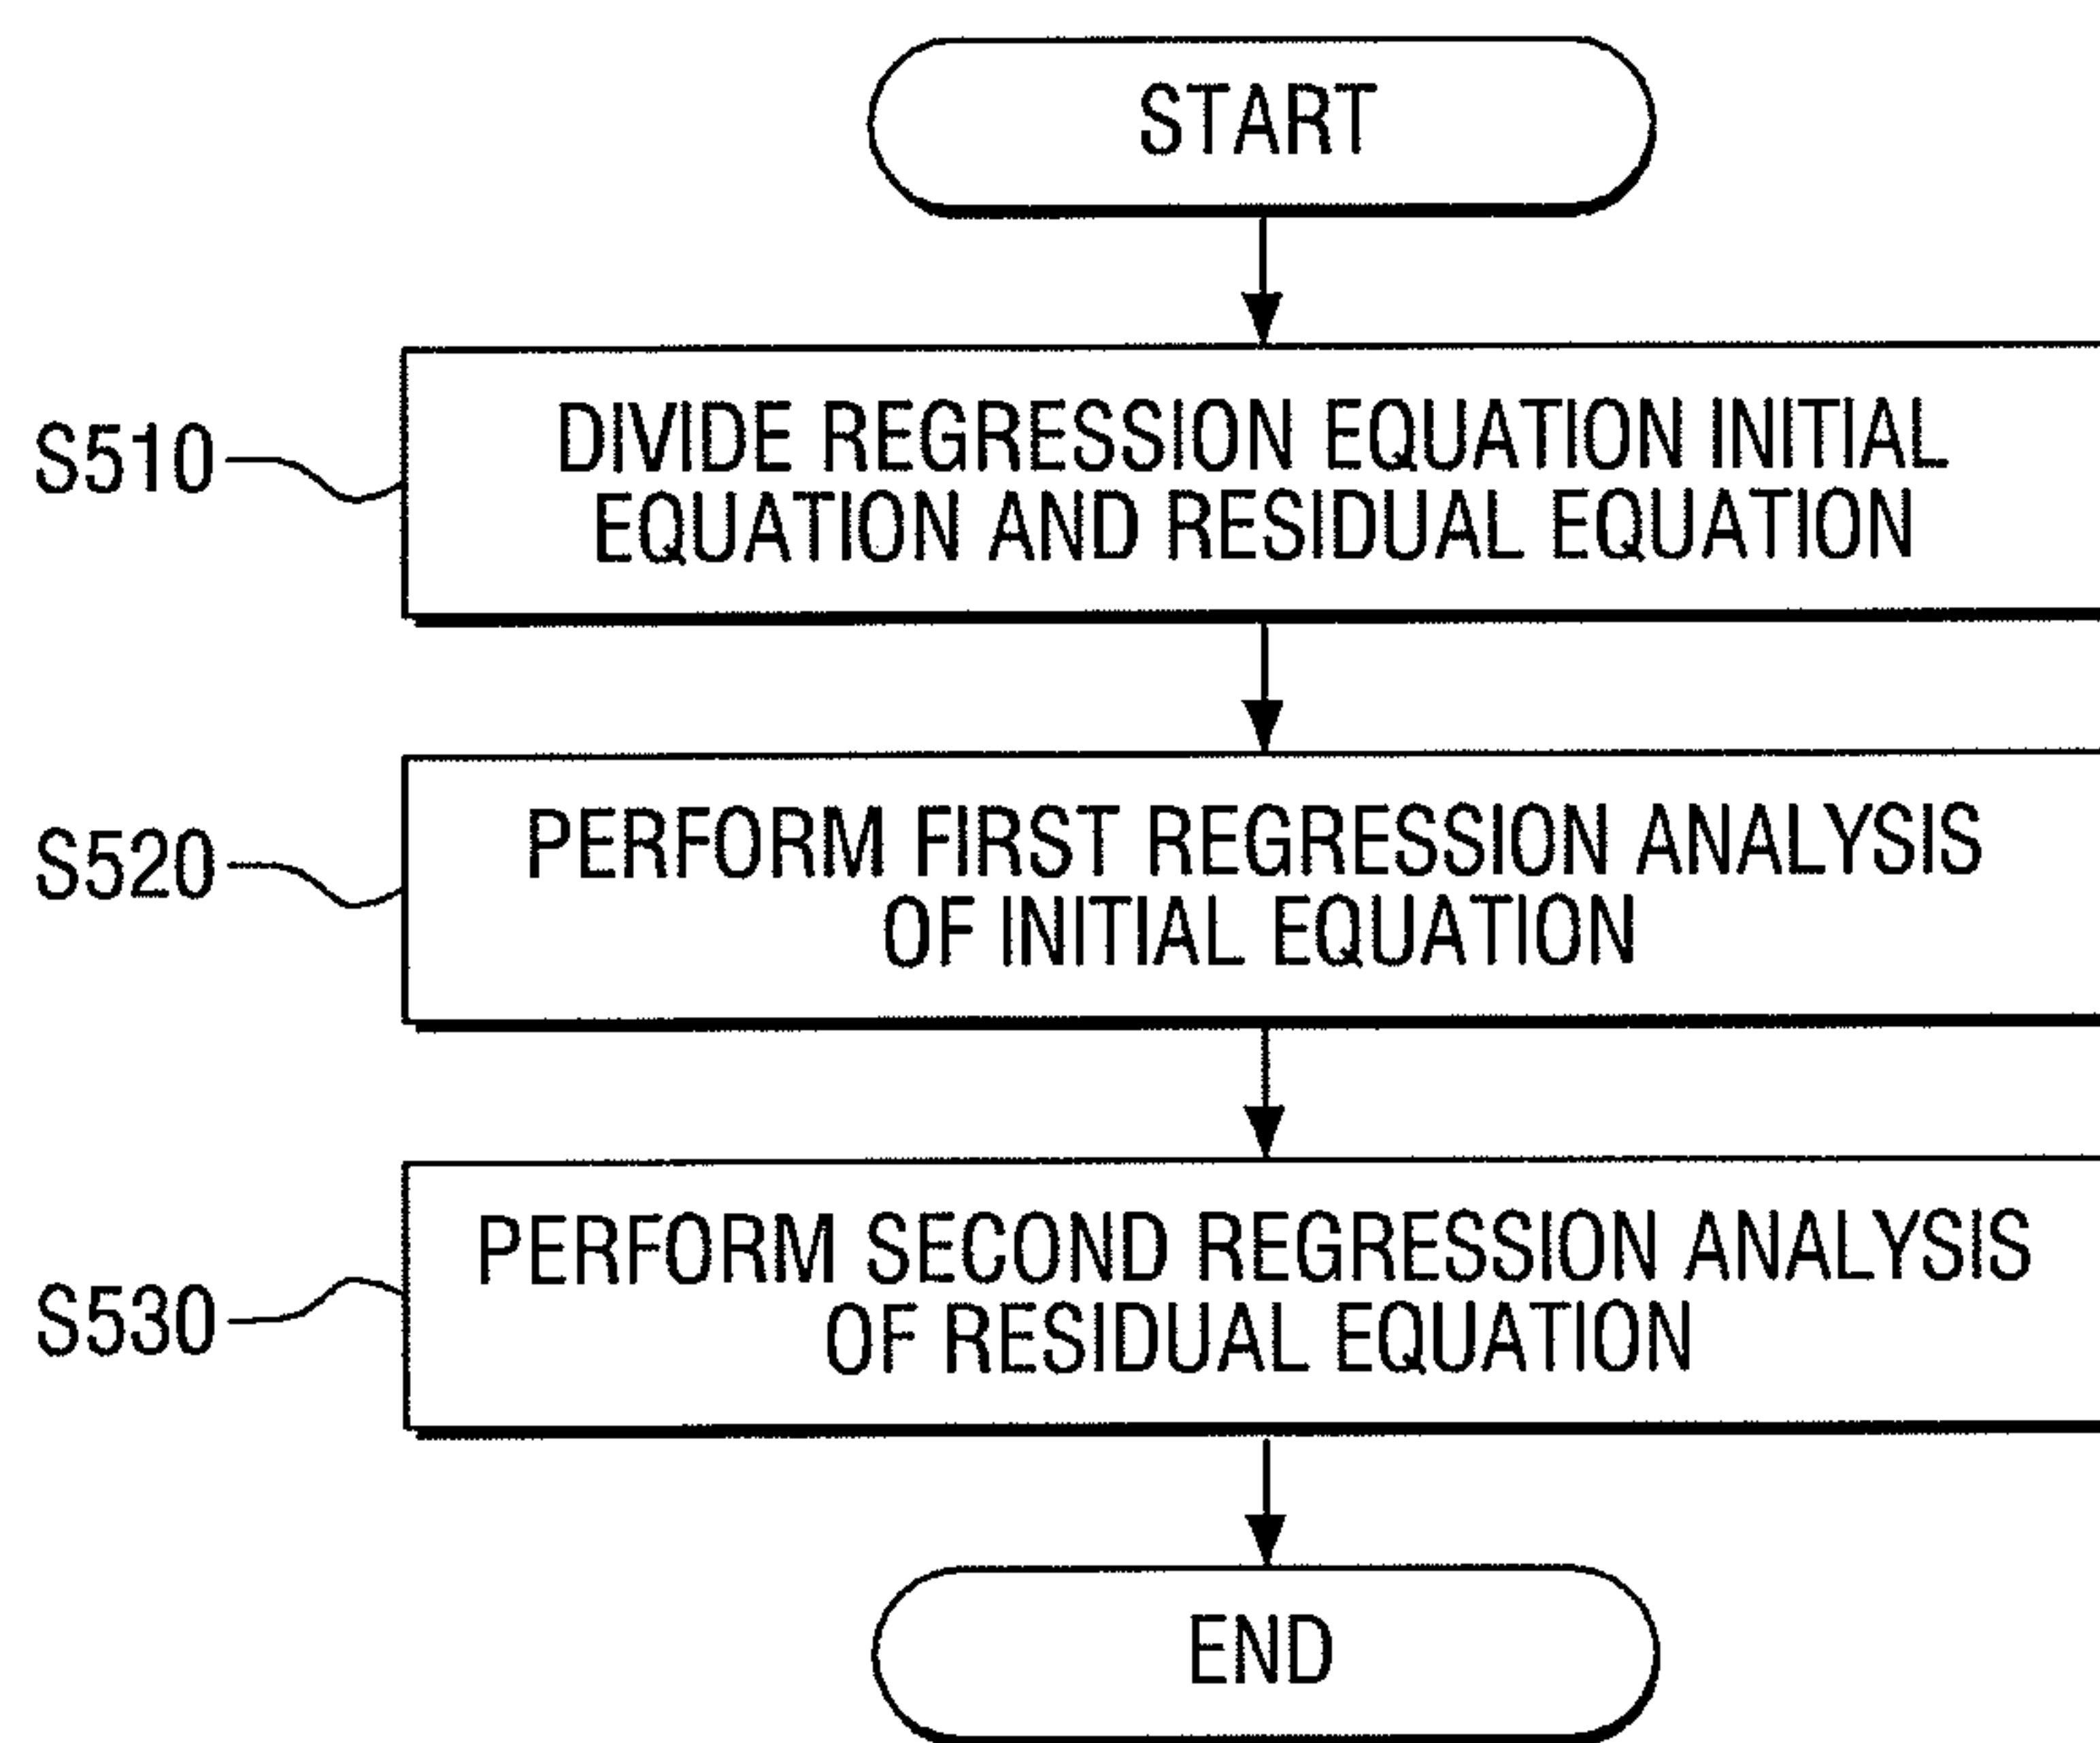 START
S510
DIVIDE REGRESSION EQUATION INITIAL
EQUATION AND RESIDUAL EQUATION
S520
PERFORM FIRST REGRESSION ANALYSIS
OF INITIAL EQUATION
S530
PERFORM SECOND REGRESSION ANALYSIS
OF RESIDUAL EQUATION
END